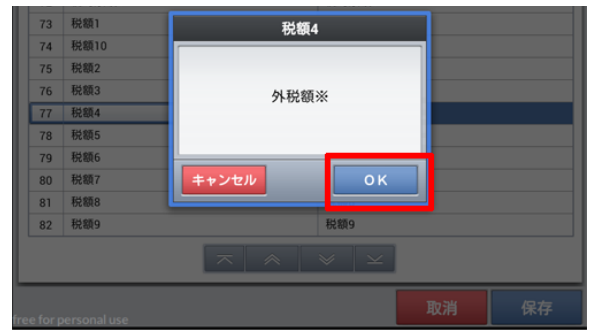 税額4
73 税額1
74 税額10
75 税額2
76 税額3
外税額※
77 税額4
78 税額5
79 税額6
80 税額7
キャンセル
OK
81 税額8
82 税額9 税額9
取消
保存
free for personal use